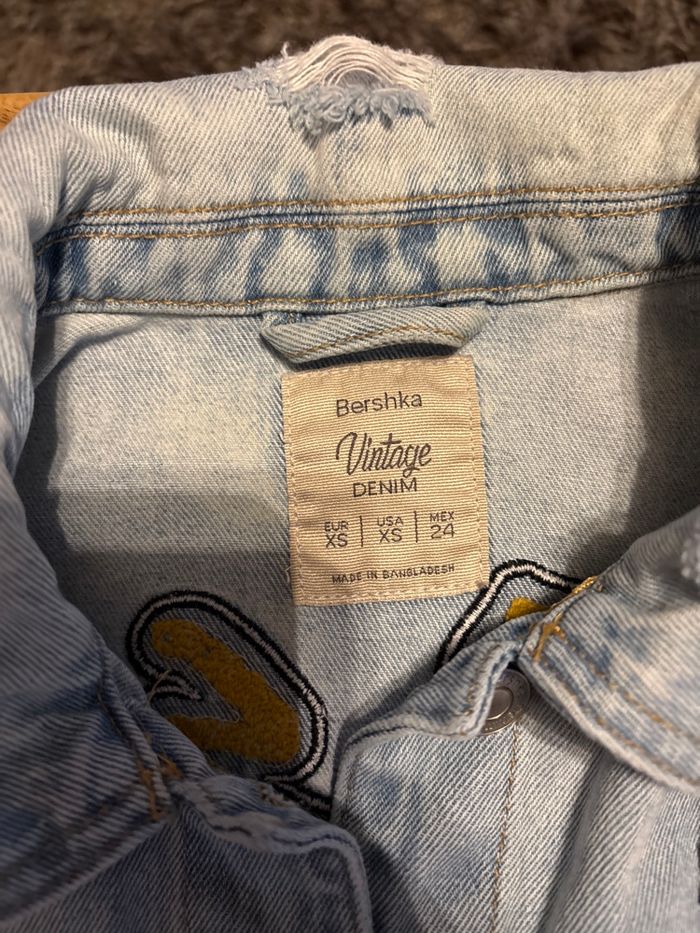 Bershka
Vintage
DENIM
EUR | USA | MEX
XS | XS | 24
MADE IN BANGLADESH